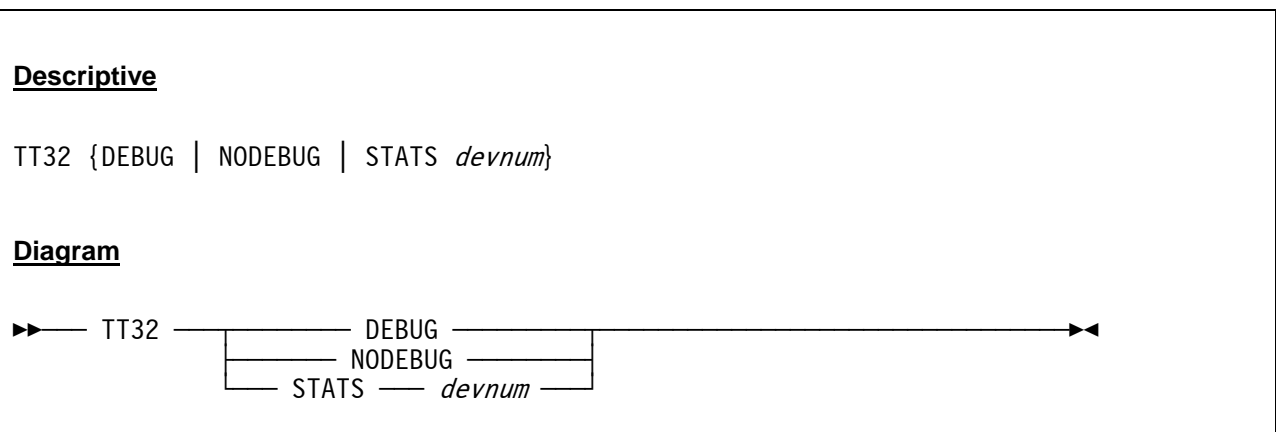 Descriptive
TT32 {DEBUG | NODEBUG | STATS devnum}
Diagram
TT32 DEBUG
NODEBUG
STATS devnum